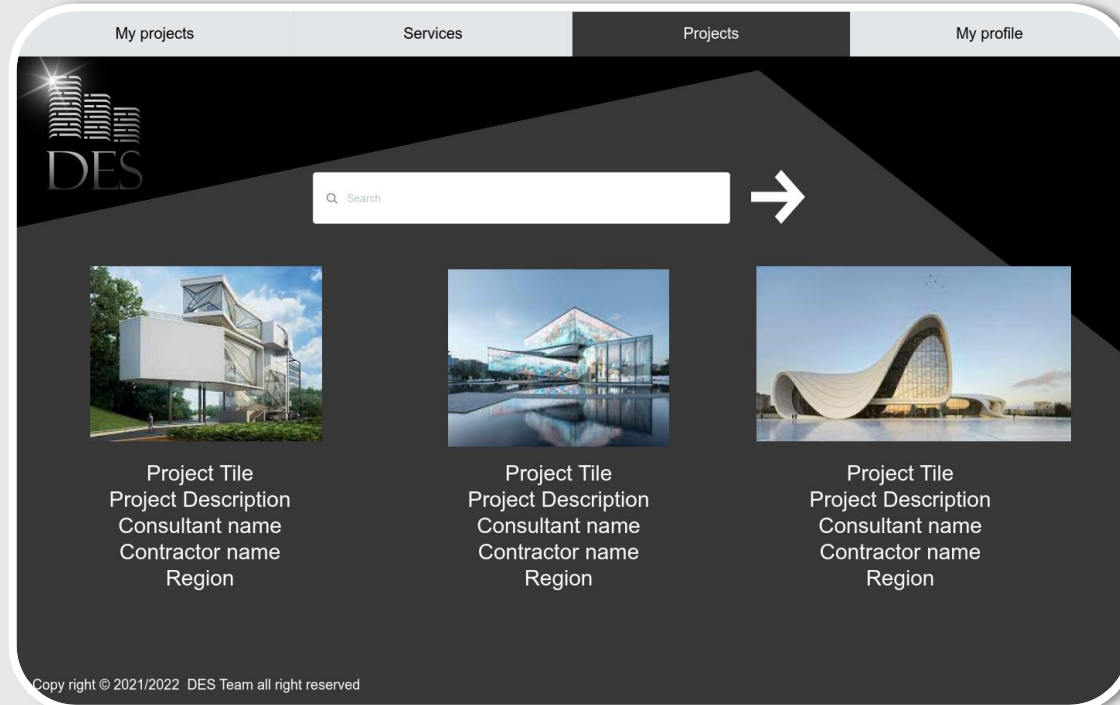 My projects
Services
Projects
My profile
DES
Search
Project Tile
Project Description
Consultant name
Contractor name
Region
Project Tile
Project Description
Consultant name
Contractor name
Region
Project Tile
Project Description
Consultant name
Contractor name
Region
Copy right © 2021/2022 DES Team all right reserved